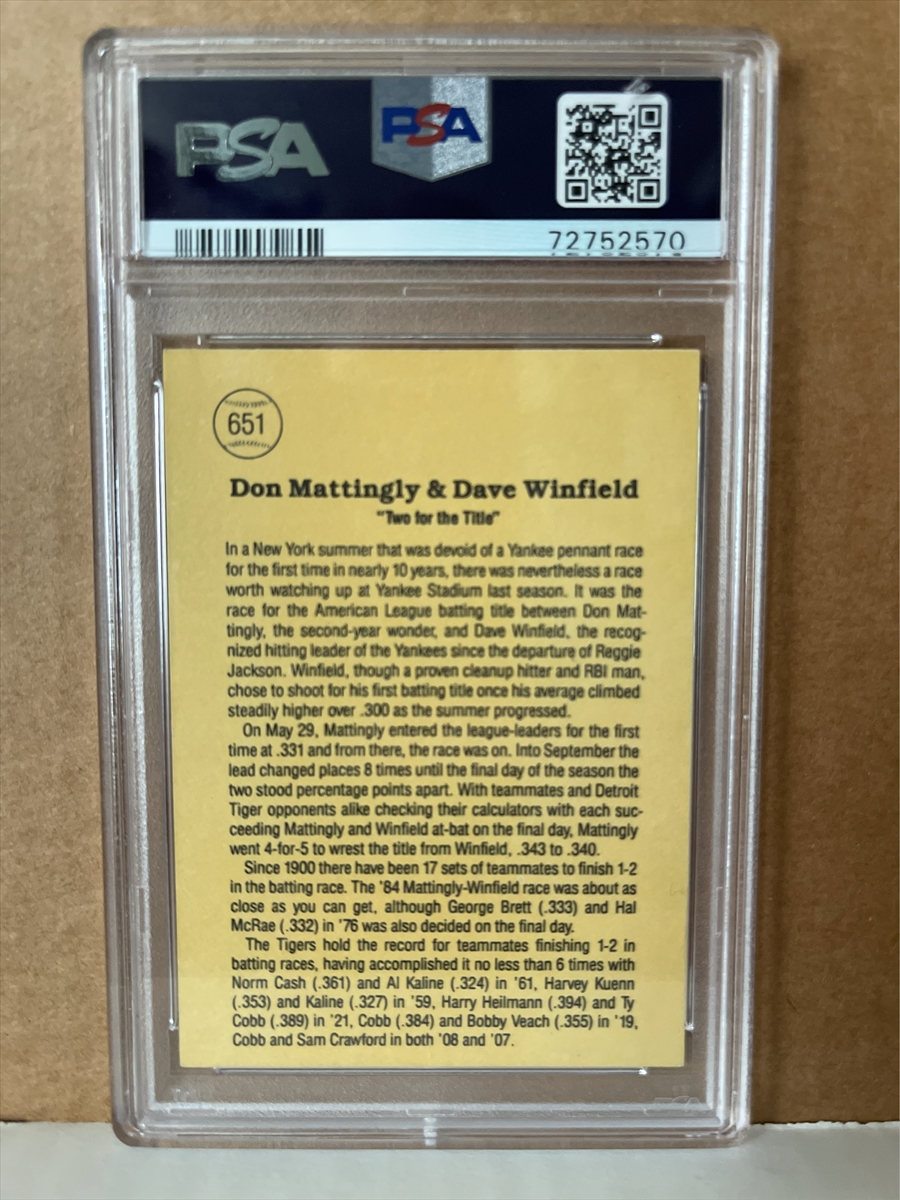 PSA PSA
72752570
651
Don Mattingly & Dave Winfield
"Two for the Title"
In a New York summer that was devoid of a Yankee pennant race
for the first time in nearly 10 years, there was nevertheless a race
worth watching up at Yankee Stadium last season. It was the
race for the American League batting title between Don Mat-
tingly, the second-year wonder, and Dave Winfield, the recog-
nized hitting leader of the Yankees since the departure of Reggie
Jackson. Winfield, though a proven cleanup hitter and RBI man,
chose to shoot for his first batting title once his average climbed
steadily higher over .300 as the summer progressed.
On May 29, Mattingly entered the league-leaders for the first
time at .331 and from there, the race was on. Into September the
lead changed places 8 times until the final day of the season the
two stood percentage points apart. With teammates and Detroit
Tiger opponents alike checking their calculators with each suc-
ceeding Mattingly and Winfield at-bat on the final day, Mattingly
went 4-for-5 to wrest the title from Winfield, .343 to .340.
Since 1900 there have been 17 sets of teammates to finish 1-2
in the batting race. The '84 Mattingly-Winfield race was about as
close as you can get, although George Brett (.333) and Hal
McRae (.332) in '76 was also decided on the final day.
The Tigers hold the record for teammates finishing 1-2 in
batting races, having accomplished it no less than 6 times with
Norm Cash (.361) and Al Kaline (.324) in '61, Harvey Kuenn
(.353) and Kaline (.327) in '59, Harry Heilmann (.394) and Ty
Cobb (.389) in '21, Cobb (.384) and Bobby Veach (.355) in '19,
Cobb and Sam Crawford in both '08 and '07.
PSA